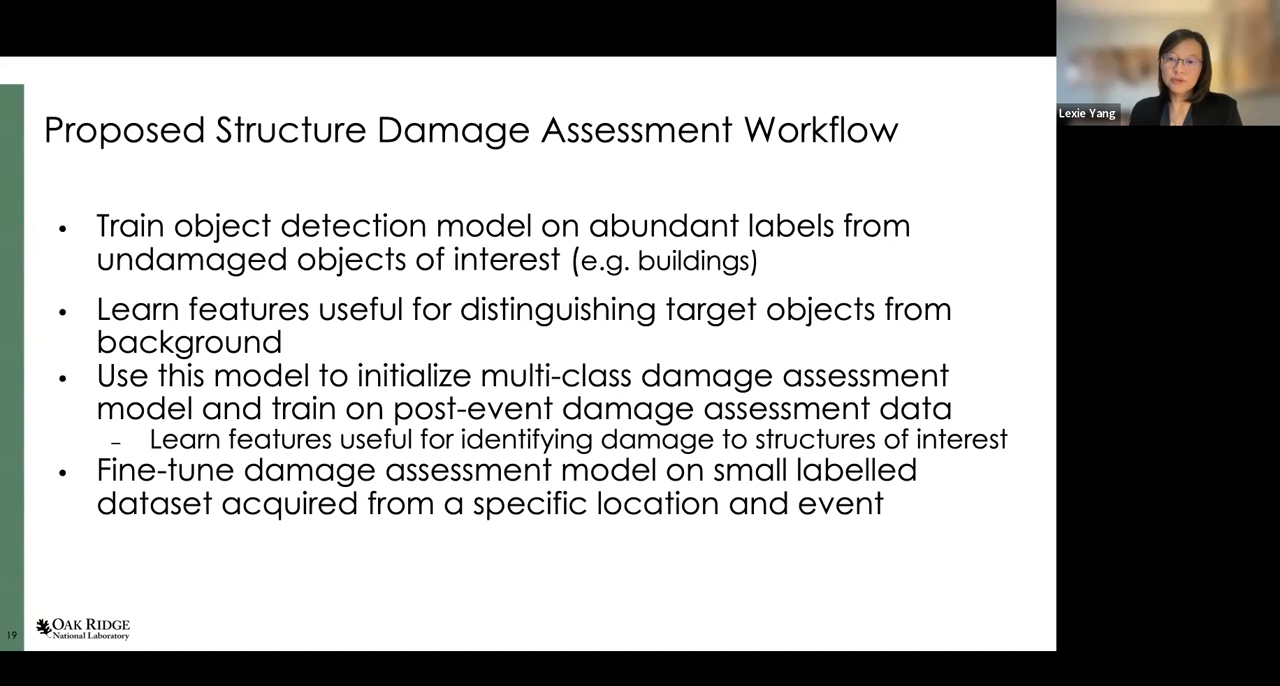 Proposed Structure Damage Assessment Workflow
• Train object detection model on abundant labels from
undamaged objects of interest (e.g. buildings)
• Learn features useful for distinguishing target objects from
background
• Use this model to initialize multi-class damage assessment
model and train on post-event damage assessment data
– Learn features useful for identifying damage to structures of interest
• Fine-tune damage assessment model on small labelled
dataset acquired from a specific location and event
19
OAK RIDGE
National Laboratory
Lexie Yang